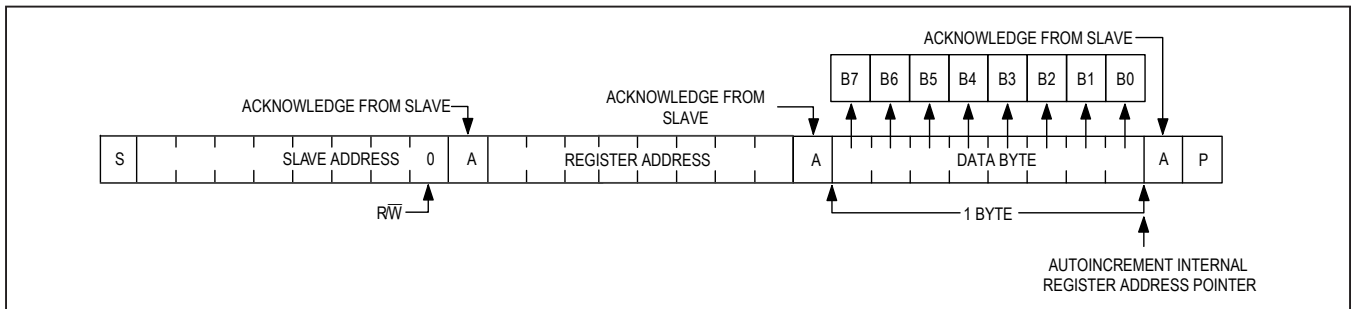 ACKNOWLEDGE FROM SLAVE
B7 B6 B5 B4 B3 B2 B1 B0
ACKNOWLEDGE FROM SLAVE
ACKNOWLEDGE FROM
SLAVE
S SLAVE ADDRESS 0 A REGISTER ADDRESS A DATA BYTE A P
R/W̅
1 BYTE
AUTOINCREMENT INTERNAL
REGISTER ADDRESS POINTER